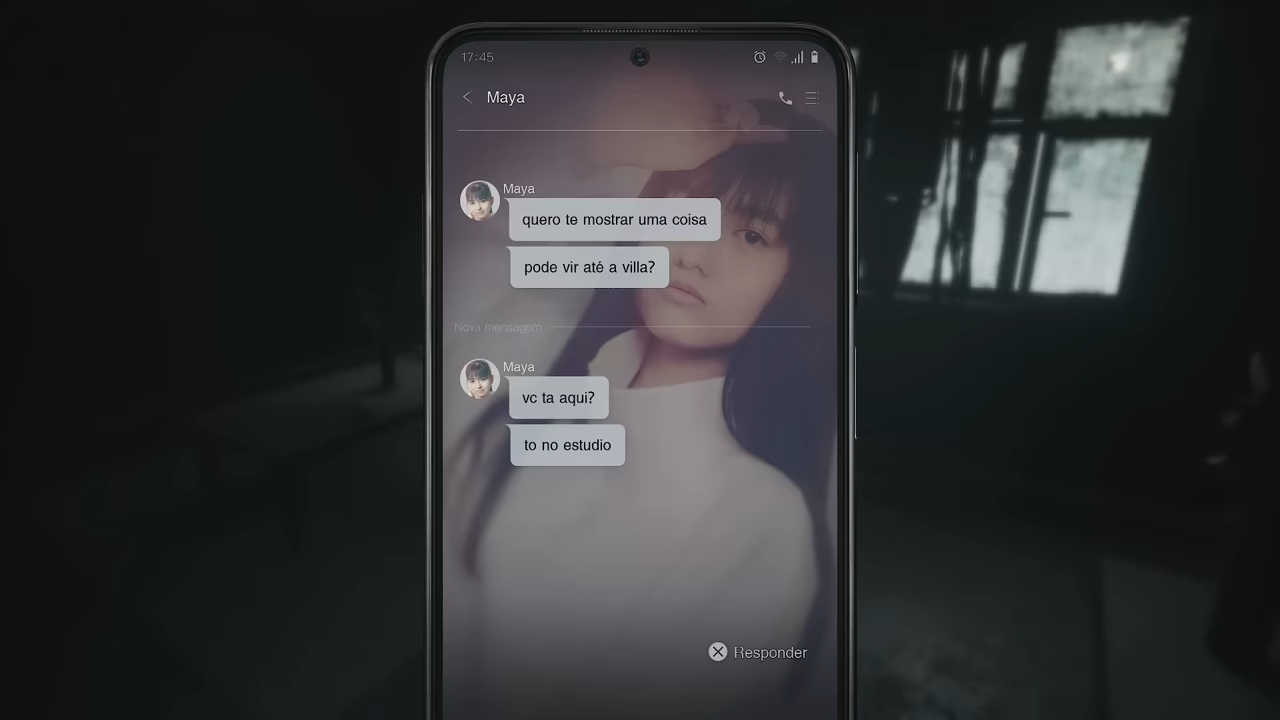 17:45
Maya
Maya
quero te mostrar uma coisa
pode vir até a villa?
Nova mensagem
Maya
vc ta aqui?
to no estudio
Responder